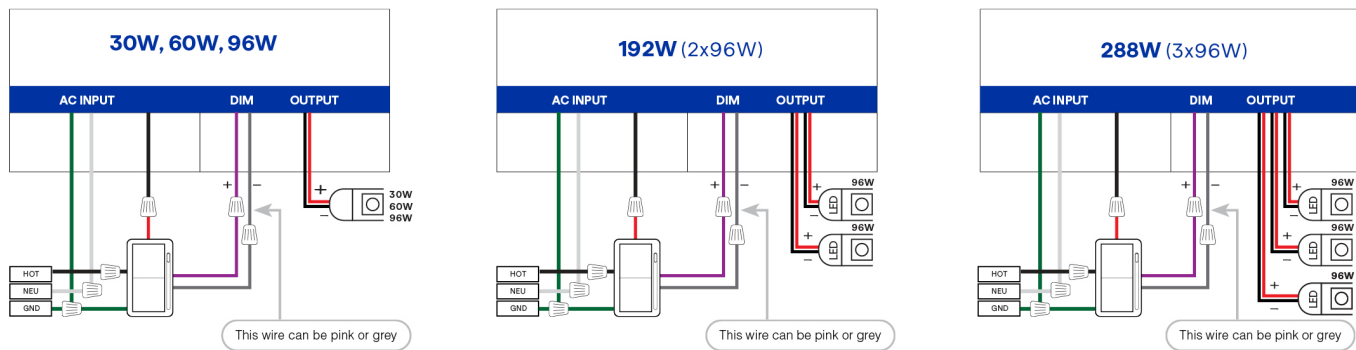 30W, 60W, 96W
AC INPUT DIM OUTPUT
+ −
+
−
30W
60W
96W
HOT
NEU
GND
This wire can be pink or grey
192W (2x96W)
AC INPUT DIM OUTPUT
+ −
96W
+
−
LED
96W
+
−
LED
HOT
NEU
GND
This wire can be pink or grey
288W (3x96W)
AC INPUT DIM OUTPUT
+ −
96W
+
−
LED
96W
+
−
LED
96W
+
−
LED
HOT
NEU
GND
This wire can be pink or grey